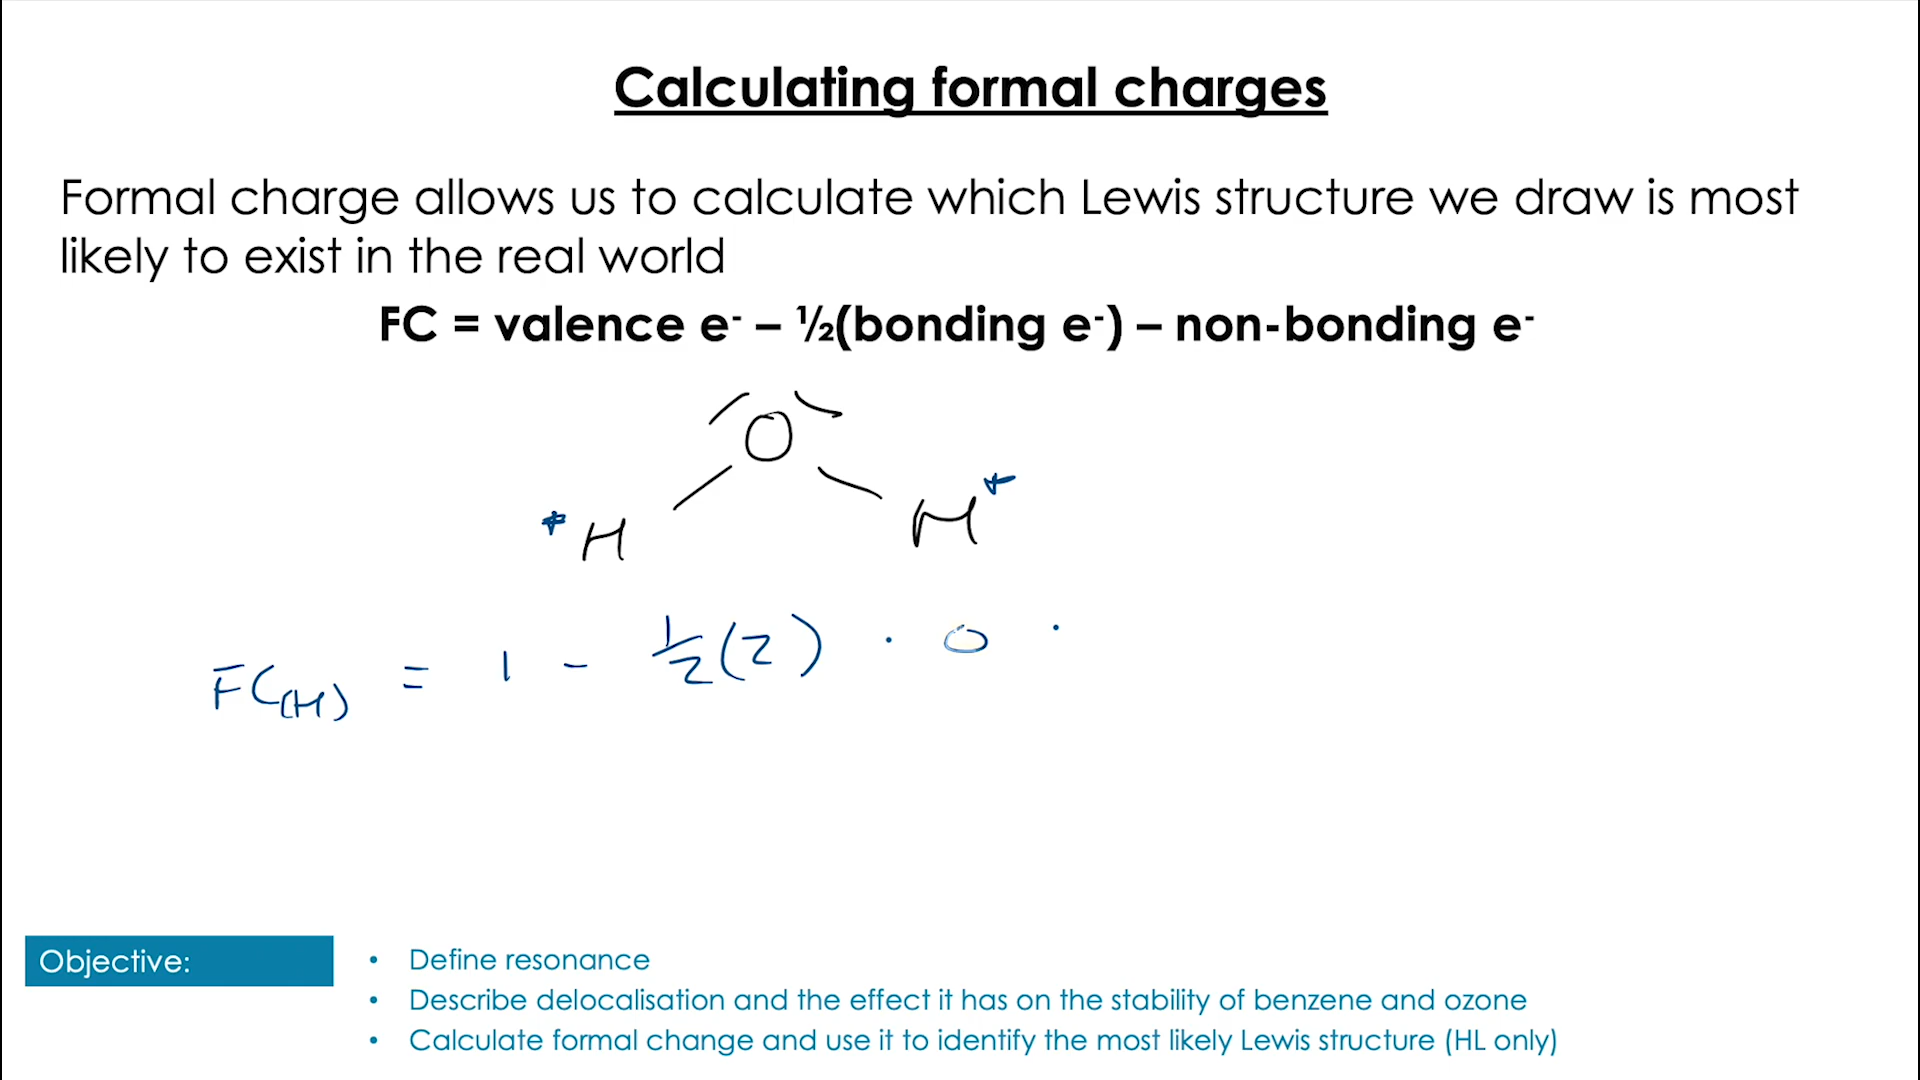 Calculating formal charges
Formal charge allows us to calculate which Lewis structure we draw is most
likely to exist in the real world
FC = valence e⁻ – ½(bonding e⁻) – non-bonding e⁻
O
*H
H*
FC(H) = 1 - 1/2 (2) · 0 ·
Objective:
• Define resonance
• Describe delocalisation and the effect it has on the stability of benzene and ozone
• Calculate formal change and use it to identify the most likely Lewis structure (HL only)